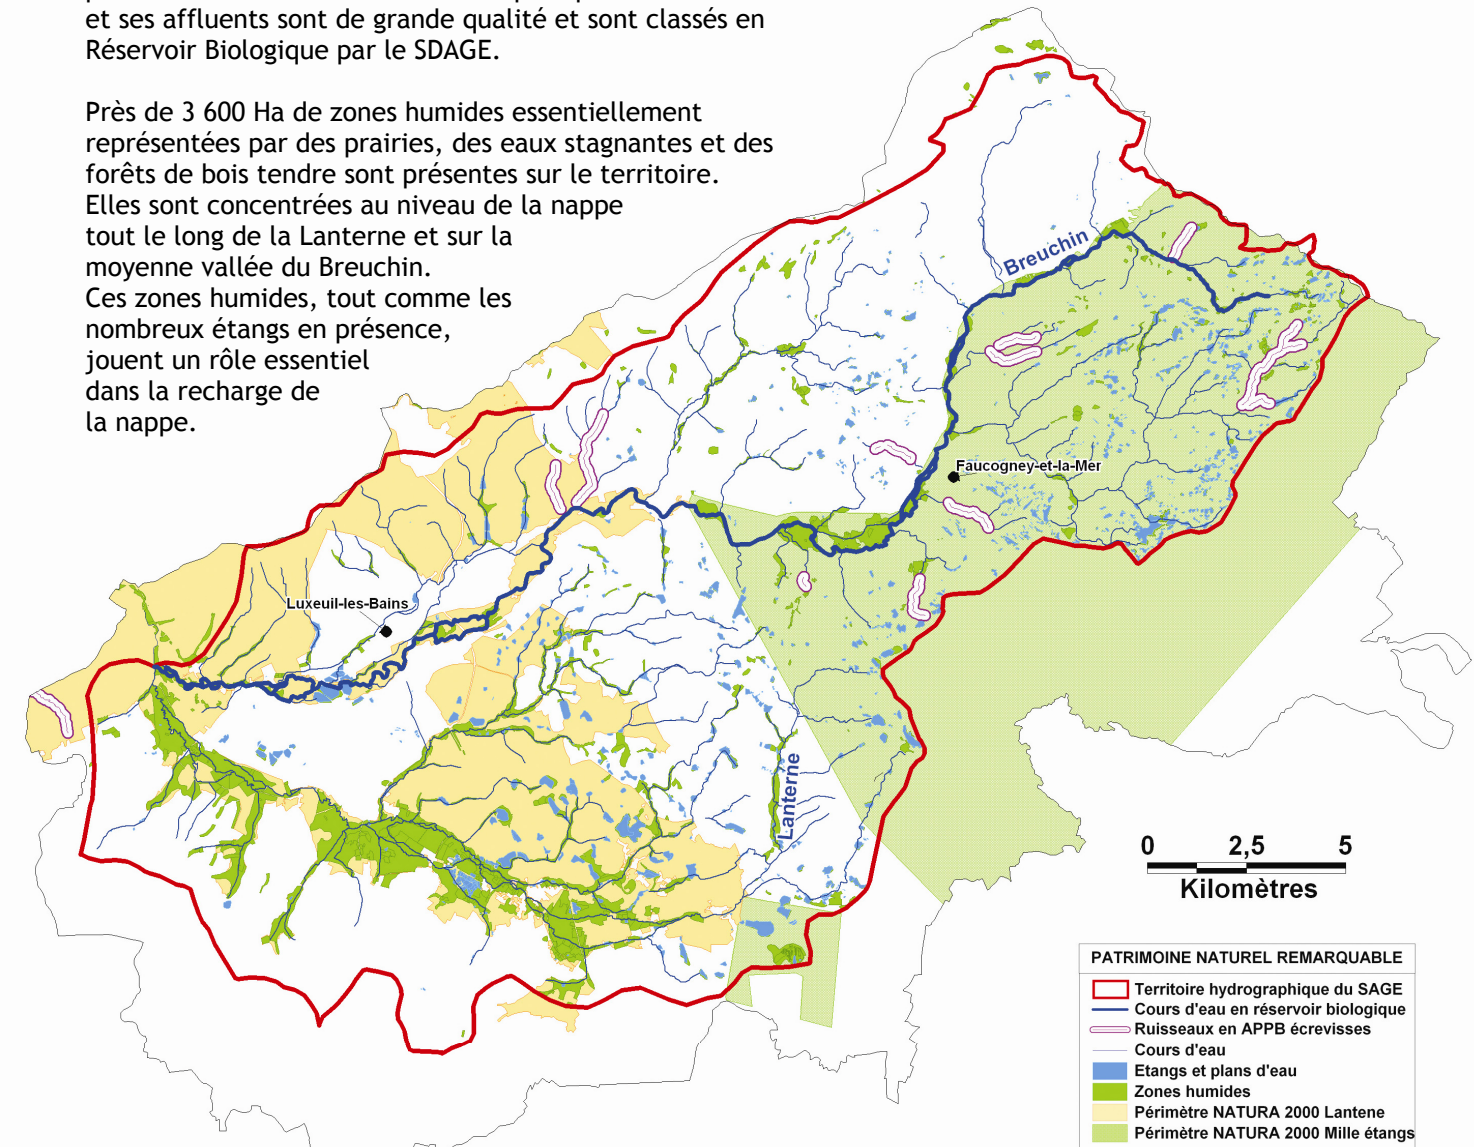 et ses affluents sont de grande qualité et sont classés en
Réservoir Biologique par le SDAGE.
Près de 3 600 Ha de zones humides essentiellement
représentées par des prairies, des eaux stagnantes et des
forêts de bois tendre sont présentes sur le territoire.
Elles sont concentrées au niveau de la nappe
tout le long de la Lanterne et sur la
moyenne vallée du Breuchin.
Ces zones humides, tout comme les
nombreux étangs en présence,
jouent un rôle essentiel
dans la recharge de
la nappe.
Breuchin
Faucogney-et-la-Mer
Luxeuil-les-Bains
Lanterne
0 2,5 5
Kilomètres
PATRIMOINE NATUREL REMARQUABLE
Territoire hydrographique du SAGE
Cours d'eau en réservoir biologique
Ruisseaux en APPB écrevisses
Cours d'eau
Etangs et plans d'eau
Zones humides
Périmètre NATURA 2000 Lantene
Périmètre NATURA 2000 Mille étangs